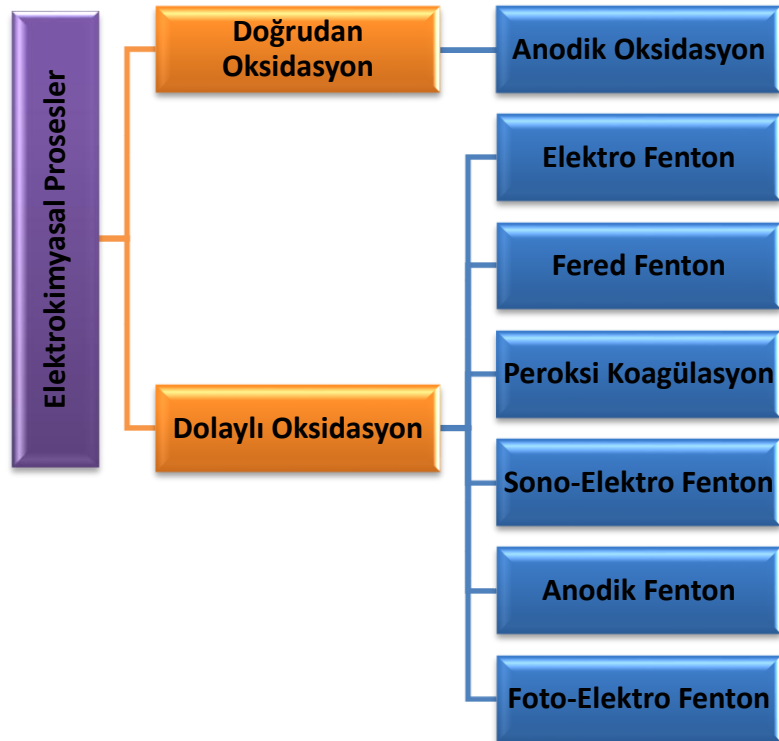 Elektrokimyasal Prosesler
Doğrudan
Oksidasyon
Anodik Oksidasyon
Dolaylı Oksidasyon
Elektro Fenton
Fered Fenton
Peroksi Koagülasyon
Sono-Elektro Fenton
Anodik Fenton
Foto-Elektro Fenton